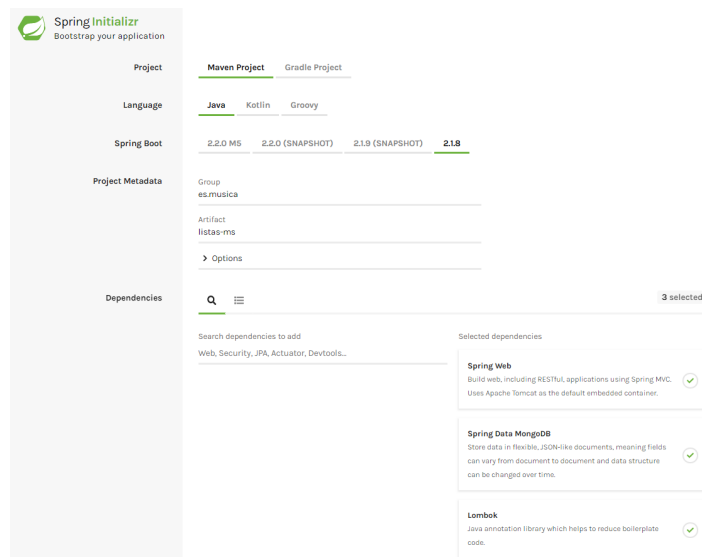 Spring Initializr
Bootstrap your application
Project
Maven Project Gradle Project
Language
Java Kotlin Groovy
Spring Boot
2.2.0 M5 2.2.0 (SNAPSHOT) 2.1.9 (SNAPSHOT) 2.1.8
Project Metadata
Group
es.musica
Artifact
listas-ms
Options
Dependencies
3 selected
Search dependencies to add
Web, Security, JPA, Actuator, Devtools...
Selected dependencies
Spring Web
Build web, including RESTful, applications using Spring MVC.
Uses Apache Tomcat as the default embedded container.
Spring Data MongoDB
Store data in flexible, JSON-like documents, meaning fields
can vary from document to document and data structure
can be changed over time.
Lombok
Java annotation library which helps to reduce boilerplate
code.